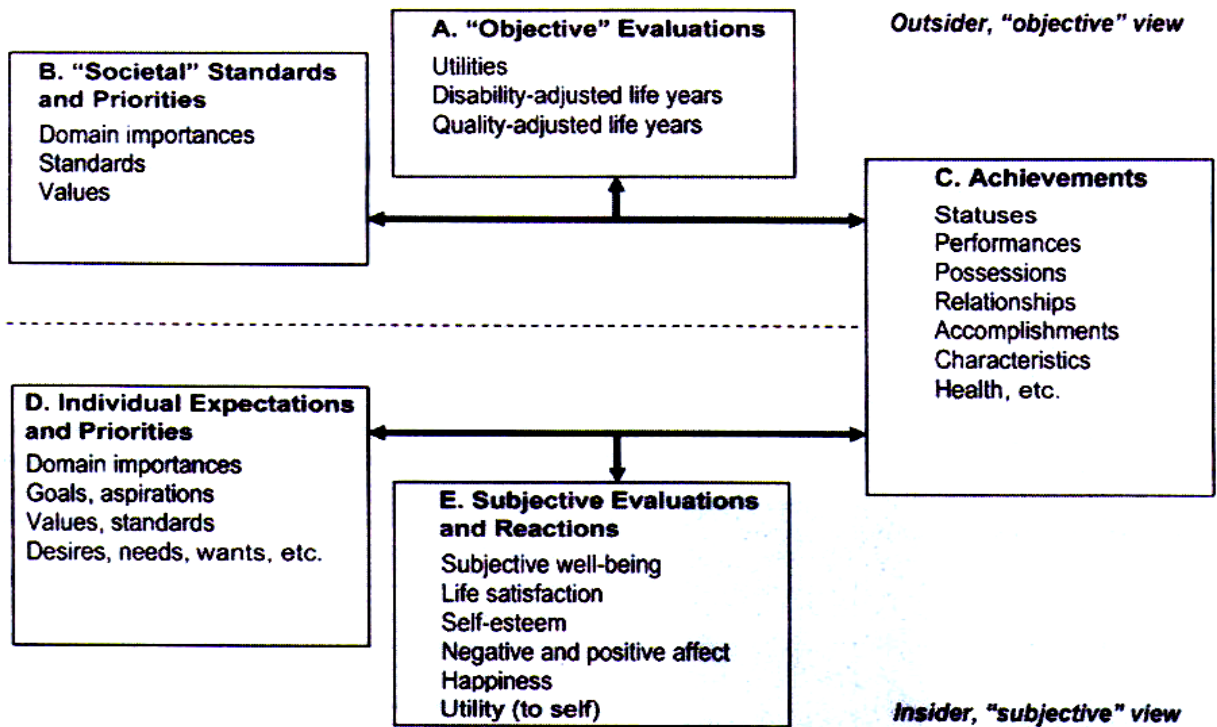 A. “Objective” Evaluations
Utilities
Disability-adjusted life years
Quality-adjusted life years
Outsider, “objective” view
B. “Societal” Standards
and Priorities
Domain importances
Standards
Values
C. Achievements
Statuses
Performances
Possessions
Relationships
Accomplishments
Characteristics
Health, etc.
D. Individual Expectations
and Priorities
Domain importances
Goals, aspirations
Values, standards
Desires, needs, wants, etc.
E. Subjective Evaluations
and Reactions
Subjective well-being
Life satisfaction
Self-esteem
Negative and positive affect
Happiness
Utility (to self)
Insider, “subjective” view